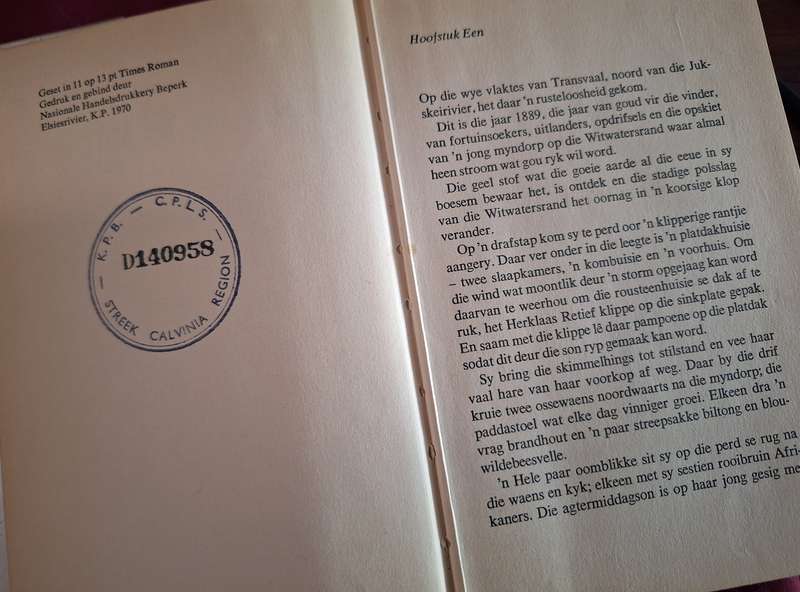 Geset in 11 op 13 pt Times Roman
Gedruk en gebind deur
Nasionale Handelsdrukkery Beperk
Elsiesrivier, K.P. 1970
K.P.B. — C.P.L.S.
D140958
STREEK CALVINIA REGION
Hoofstuk Een
Op die wye vlaktes van Transvaal, noord van die Juk-
skeirivier, het daar 'n rusteloosheid gekom.
Dit is die jaar 1889, die jaar van goud vir die vinder,
van fortuinsoekers, uitlanders, opdrifsels en die opskiet
van 'n jong myndorp op die Witwatersrand waar almal
heen stroom wat gou ryk wil word.
Die geel stof wat die goeie aarde al die eeue in sy
boesem bewaar het, is ontdek en die stadige polsslag
van die Witwatersrand het oornag in 'n koorsige klop
verander.
Op 'n drafstap kom sy te perd oor 'n klipperige rantjie
aangery. Daar ver onder in die leegte is 'n platdakhuisie
– twee slaapkamers, 'n kombuisie en 'n voorhuis. Om
die wind wat moontlik deur 'n storm opgejaag kan word
daarvan te weerhou om die rousteenhuisie se dak af te
ruk, het Herklaas Retief klippe op die sinkplate gepak.
En saam met die klippe lê daar pampoene op die platdak
sodat dit deur die son ryp gemaak kan word.
Sy bring die skimmelhings tot stilstand en vee haar
vaal hare van haar voorkop af weg. Daar by die drif
kruie twee ossewaens noordwaarts na die myndorp; die
paddastoel wat elke dag vinniger groei. Elkeen dra 'n
vrag brandhout en 'n paar streepsakke biltong en blou-
wildebeesvelle.
'n Hele paar oomblikke sit sy op die perd se rug na
die waens en kyk; elkeen met sy sestien rooibruin Afri-
kaners. Die agtermiddagson is op haar jong gesig me